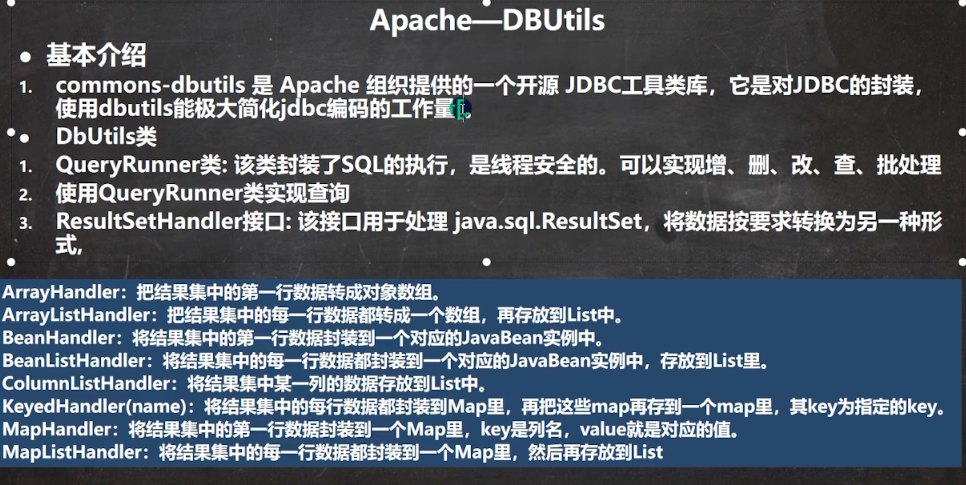 Apache—DBUtils
● 基本介绍
1. commons-dbutils 是 Apache 组织提供的一个开源 JDBC工具类库，它是对JDBC的封装，
使用dbutils能极大简化jdbc编码的工作量。
● DbUtils类
1. QueryRunner类: 该类封装了SQL的执行，是线程安全的。可以实现增、删、改、查、批处理
2. 使用QueryRunner类实现查询
3. ResultSetHandler接口: 该接口用于处理 java.sql.ResultSet，将数据按要求转换为另一种形
式,
ArrayHandler：把结果集中的第一行数据转成对象数组。
ArrayListHandler：把结果集中的每一行数据都转成一个数组，再存放到List中。
BeanHandler：将结果集中的第一行数据封装到一个对应的JavaBean实例中。
BeanListHandler：将结果集中的每一行数据都封装到一个对应的JavaBean实例中，存放到List里。
ColumnListHandler：将结果集中某一列的数据存放到List中。
KeyedHandler(name)：将结果集中的每行数据都封装到Map里，再把这些map再存到一个map里，其key为指定的key。
MapHandler：将结果集中的第一行数据封装到一个Map里，key是列名，value就是对应的值。
MapListHandler：将结果集中的每一行数据都封装到一个Map里，然后再存放到List